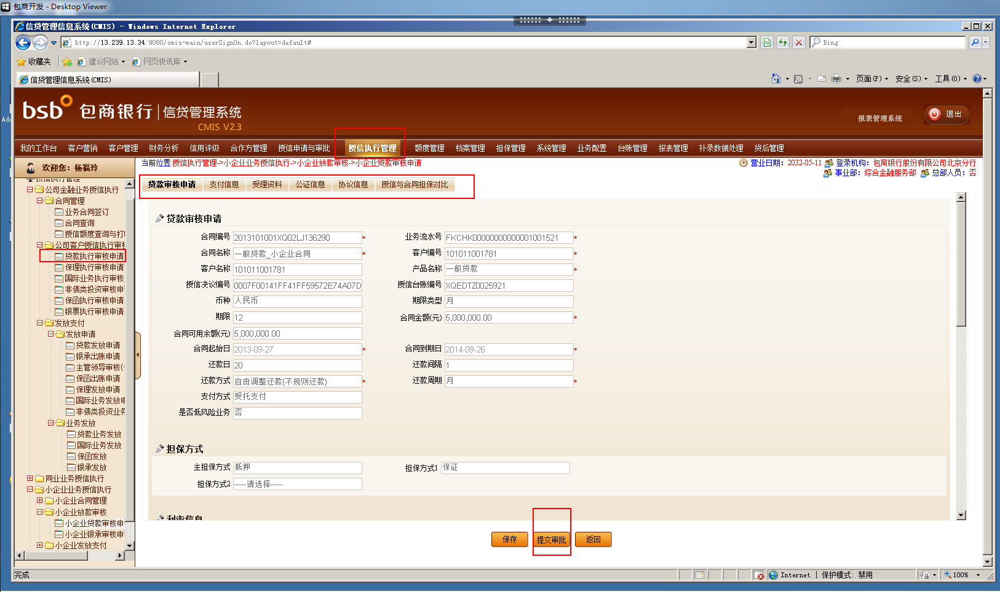 包商开发 - Desktop Viewer
信贷管理信息系统(CMIS) - Windows Internet Explorer
http://13.239.13.34:9080/cmis-main/userSignOn.do?layout=default#
Bing
收藏夹 建议网站 网页快讯库
信贷管理信息系统(CMIS)
页面(P) 安全(S) 工具(O)
bsb 包商银行 | 信贷管理系统
CMIS V2.3
报表管理系统 退出
我的工作台 客户营销 客户管理 财务分析 信用评级 合作方管理 授信申请与审批 授信执行管理 额度管理 档案管理 担保管理 系统管理 业务配置 台账管理 报表管理 补录数据处理 贷后管理
欢迎您: 杨福玲
当前位置:授信执行管理->小企业业务授信执行->小企业放款审核->小企业贷款审核申请
营业日期: 2032-05-11 登录机构: 包商银行股份有限公司北京分行
事业部: 综合金融服务部 总部人员: 否
授信执行管理
公司金融业务授信执行
合同管理
业务合同签订
合同查询
授信额度查询与打印
公司客户授信执行审核
贷款执行审核申请
保理执行审核申请
国际业务执行审核
非债类投资审核申
保函执行审核申请
银票执行审核申请
发放支付
发放申请
贷款发放申请
银承出账申请
主管领导审核(
保函出账申请
保理发放申请
国际业务发放申
非债类投资业务
业务发放
贷款业务发放
国际业务发放
保函发放
银承发放
同业业务授信执行
小企业业务授信执行
小企业合同管理
小企业放款审核
小企业贷款审核申
小企业银承审核申
小企业发放支付
贷款审核申请 支付信息 受理资料 公证信息 协议信息 授信与合同担保对比
贷款审核申请
合同编号 2013101001XQ02LJ136290 * 业务流水号 FKCHK00000000000001001521 *
合同名称 一般贷款_小企业合同 * 客户编号 101011001781 *
客户名称 101011001781 产品名称 一般贷款 *
授信决议编号 0007F00141FF41FF59572E74A07D 授信台账编号 XQEDTZ0025921
币种 人民币 期限类型 月
期限 12 合同金额(元) 5,000,000.00 *
合同可用余额(元) 5,000,000.00
合同起始日 2013-09-27 * 合同到期日 2014-09-26 *
还款日 20 还款间隔 1
还款方式 自由调整还款(不规则还款) * 还款周期 月 *
支付方式 受托支付
是否低风险业务 否
担保方式
主担保方式 抵押 担保方式1 保证
担保方式2 -----请选择-----
利率信息
保存 提交审批 返回
完成 Internet | 保护模式: 禁用 100%